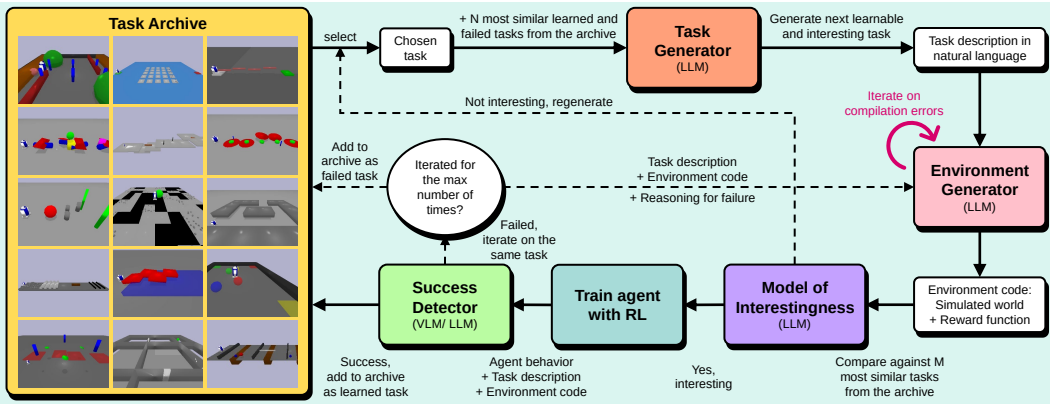 Task Archive
select
Chosen
task
+ N most similar learned and
failed tasks from the archive
Task
Generator
(LLM)
Generate next learnable
and interesting task
Task description in
natural language
Not interesting, regenerate
Iterate on
compilation errors
Add to
archive as
failed task
Iterated for
the max
number of
times?
Task description
+ Environment code
+ Reasoning for failure
Environment
Generator
(LLM)
Failed,
iterate on the
same task
Success
Detector
(VLM/ LLM)
Train agent
with RL
Model of
Interestingness
(LLM)
Environment code:
Simulated world
+ Reward function
Success,
add to archive
as learned task
Agent behavior
+ Task description
+ Environment code
Yes,
interesting
Compare against M
most similar tasks
from the archive